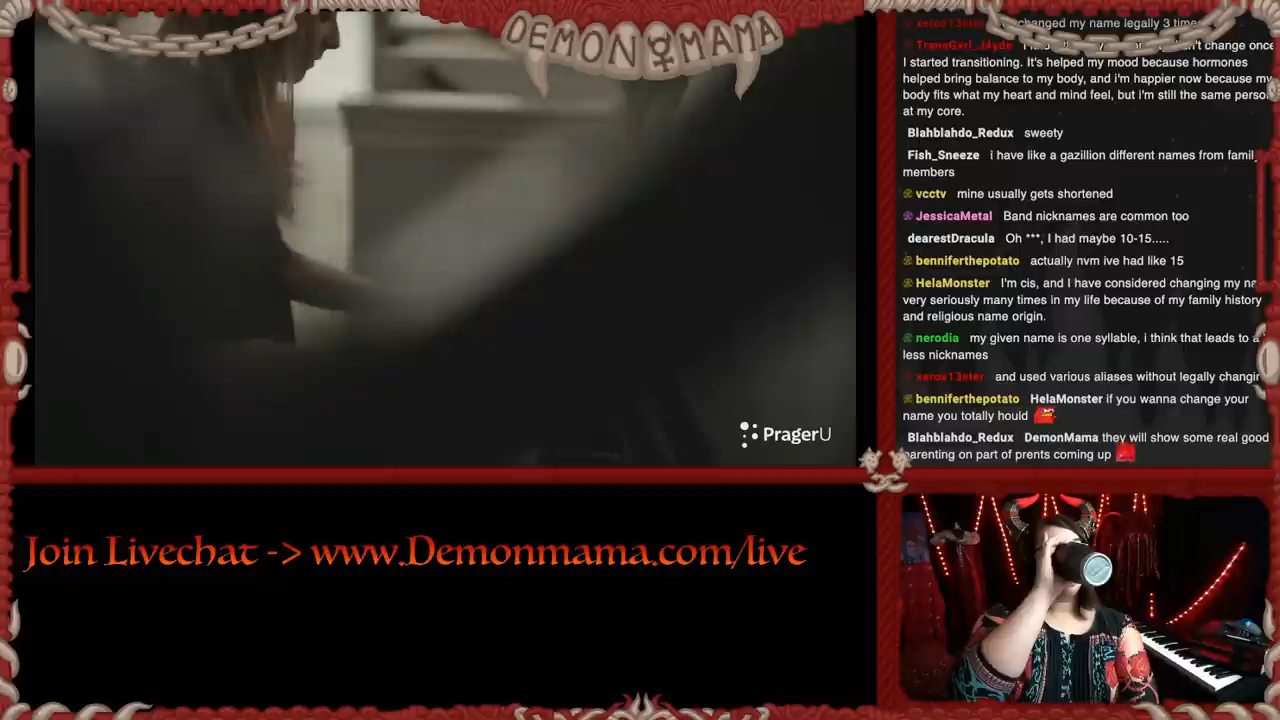 DEMON MAMA
xerox13ster changed my name legally 3 time
TransGxrl_J4yde
't change once
I started transitioning. It's helped my mood because hormones
helped bring balance to my body, and i'm happier now because my
body fits what my heart and mind feel, but i'm still the same perso
at my core.
Blahblahdo_Redux sweety
Fish_Sneeze i have like a gazillion different names from famil
members
vcctv mine usually gets shortened
JessicaMetal Band nicknames are common too
dearestDracula Oh ***, I had maybe 10-15.....
benniferthepotato actually nvm ive had like 15
HelaMonster I'm cis, and I have considered changing my na
very seriously many times in my life because of my family history
and religious name origin.
nerodia my given name is one syllable, i think that leads to a
less nicknames
xerox13ster and used various aliases without legally changin
benniferthepotato HelaMonster if you wanna change your
name you totally hould
Blahblahdo_Redux DemonMama they will show some real good
parenting on part of prents coming up
PragerU
Join Livechat -> www.Demonmama.com/live